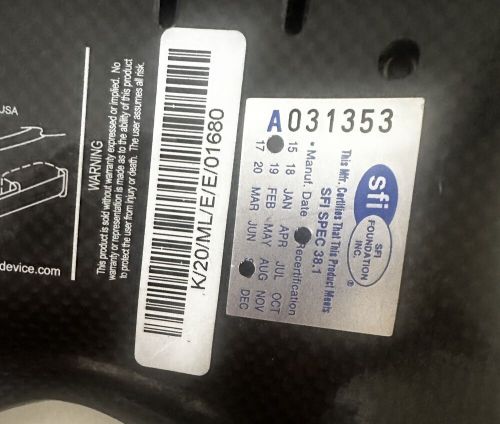 USA
WARNING
This product is sold without warranty expressed or implied. No
warranty or representation is made as to the ability of this product
to protect the user from injury or death. The user assumes all risk.
device.com
K/20/ML/E/E/01680
A031353
sfi
SFI
FOUNDATION
INC.
®
This Mfr. Certifies That This Product Meets
SFI SPEC 38.1
• Manuf. Date Recertification
15 18 JAN APR JUL OCT
19 FEB MAY AUG NOV
17 20 MAR JUN DEC